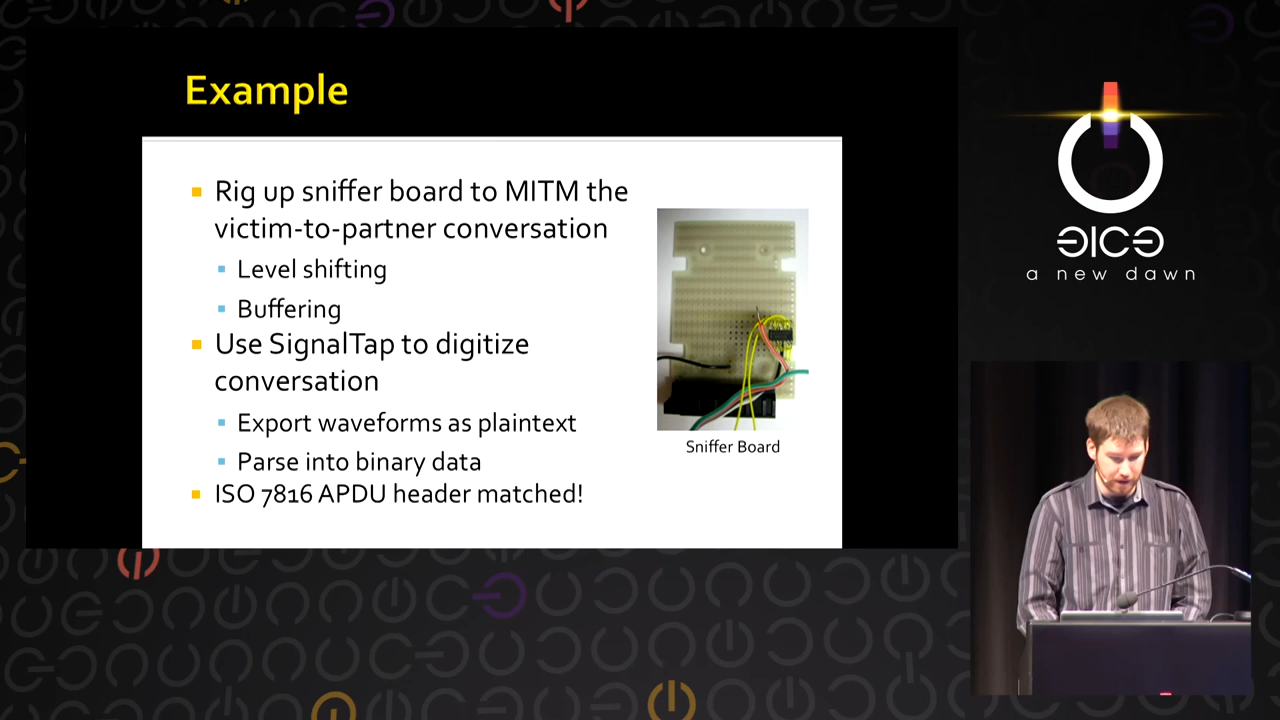 Example
Rig up sniffer board to MITM the
victim-to-partner conversation
Level shifting
Buffering
Use SignalTap to digitize
conversation
Export waveforms as plaintext
Parse into binary data
ISO 7816 APDU header matched!
Sniffer Board
31C3
a new dawn